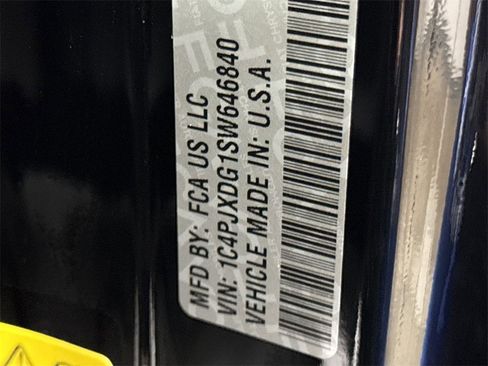 MFD BY: FCA US LLC
VIN: 1C4PJXDG1SW646840
VEHICLE MADE IN: U.S.A.